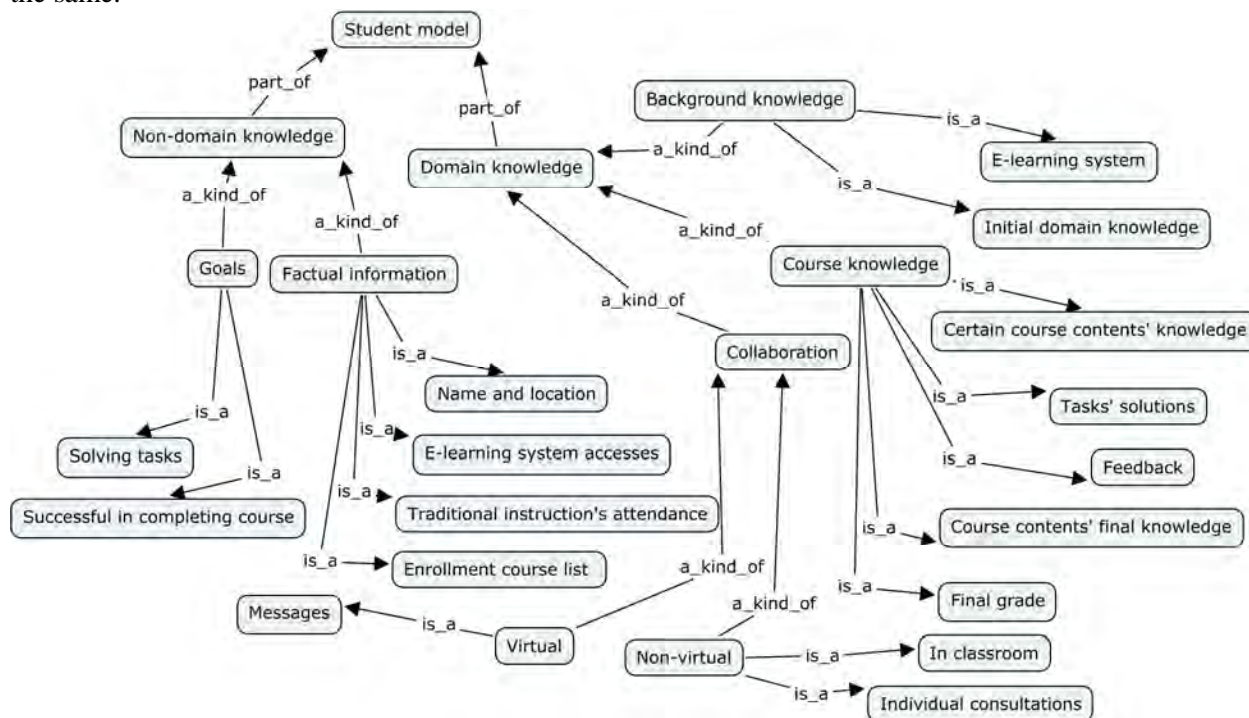 the same.
Student model
part_of
part_of
Background knowledge
is_a
Non-domain knowledge
a_kind_of
E-learning system
Domain knowledge
is_a
a_kind_of
a_kind_of
a_kind_of
Initial domain knowledge
Goals
Factual information
Course knowledge
is_a
a_kind_of
Certain course contents' knowledge
is_a
Collaboration
Name and location
is_a
Tasks' solutions
is_a
is_a
Solving tasks
E-learning system accesses
is_a
Feedback
is_a
is_a
Successful in completing course
Traditional instruction's attendance
is_a
Course contents' final knowledge
is_a
Enrollment course list
a_kind_of
is_a
Final grade
Messages
is_a
a_kind_of
Virtual
Non-virtual
is_a
In classroom
is_a
Individual consultations